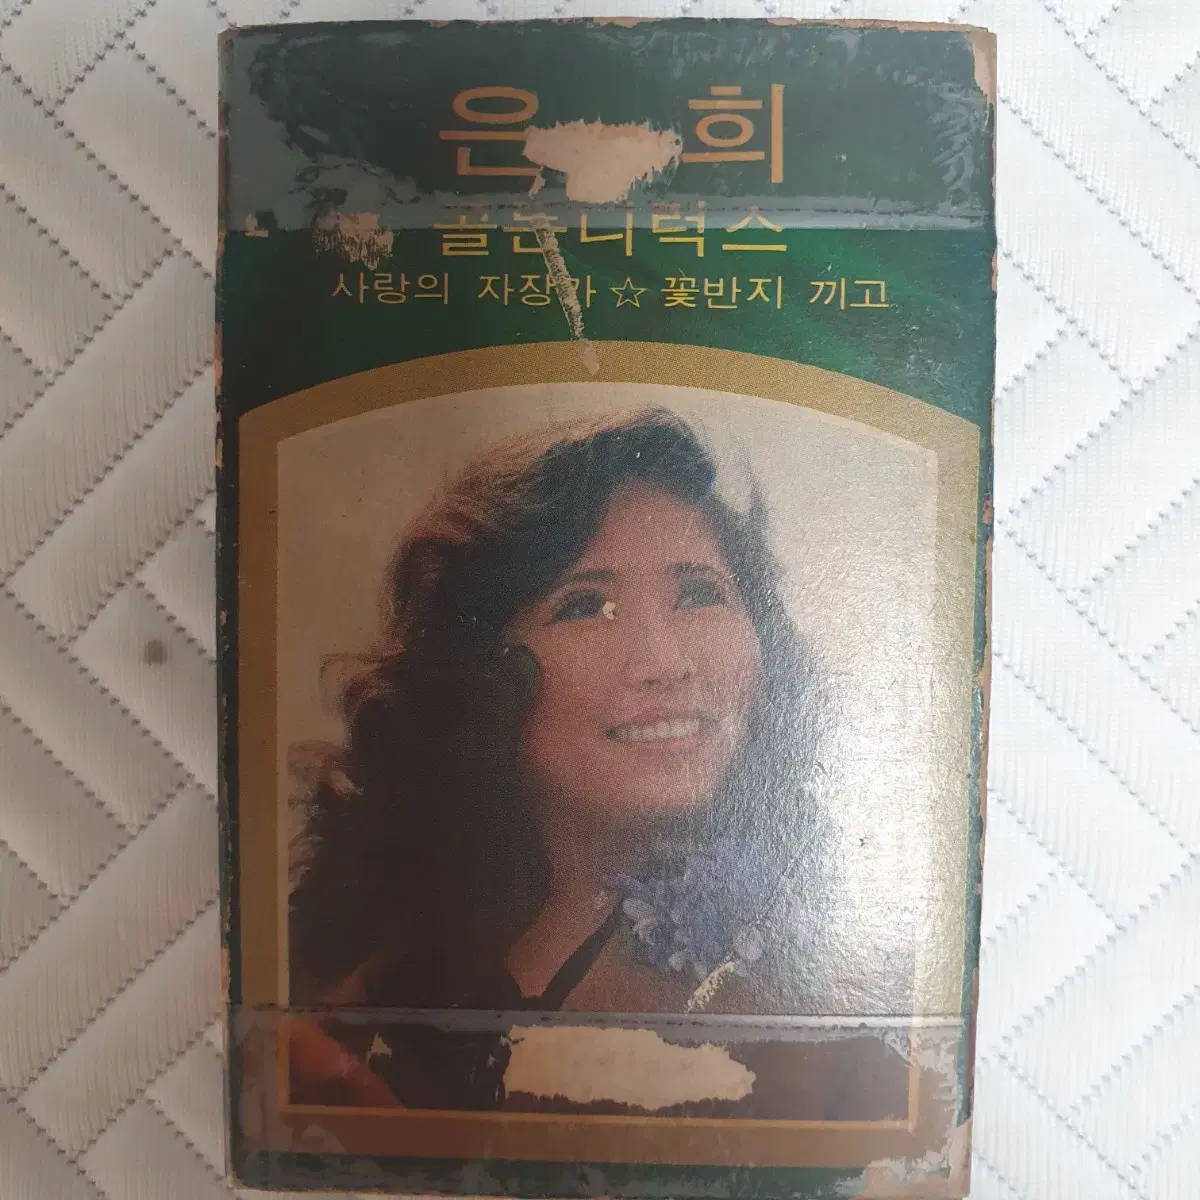 은 희
골든디럭스
사랑의 자장가 ☆ 꽃반지 끼고